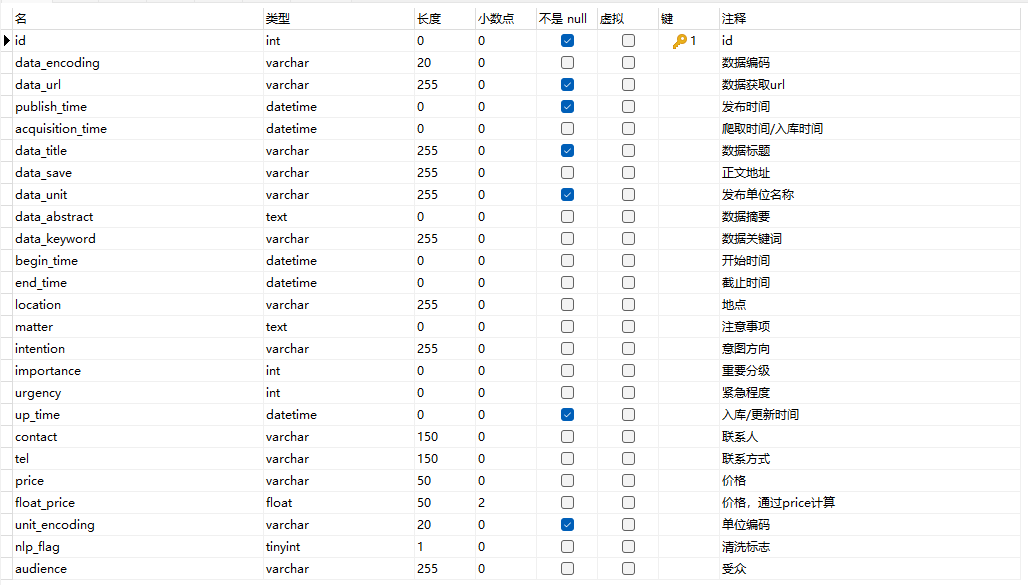 名 类型 长度 小数点 不是 null 虚拟 键 注释
id int 0 0 1 id
data_encoding varchar 20 0 数据编码
data_url varchar 255 0 数据获取url
publish_time datetime 0 0 发布时间
acquisition_time datetime 0 0 爬取时间/入库时间
data_title varchar 255 0 数据标题
data_save varchar 255 0 正文地址
data_unit varchar 255 0 发布单位名称
data_abstract text 0 0 数据摘要
data_keyword varchar 255 0 数据关键词
begin_time datetime 0 0 开始时间
end_time datetime 0 0 截止时间
location varchar 255 0 地点
matter text 0 0 注意事项
intention varchar 255 0 意图方向
importance int 0 0 重要分级
urgency int 0 0 紧急程度
up_time datetime 0 0 入库/更新时间
contact varchar 150 0 联系人
tel varchar 150 0 联系方式
price varchar 50 0 价格
float_price float 50 2 价格，通过price计算
unit_encoding varchar 20 0 单位编码
nlp_flag tinyint 1 0 清洗标志
audience varchar 255 0 受众